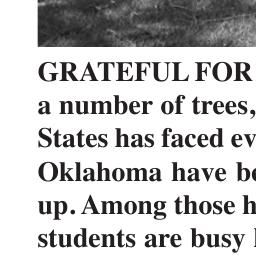 GRATEFUL FOR
a number of trees,
States has faced ev
Oklahoma have be
up. Among those h
students are busy